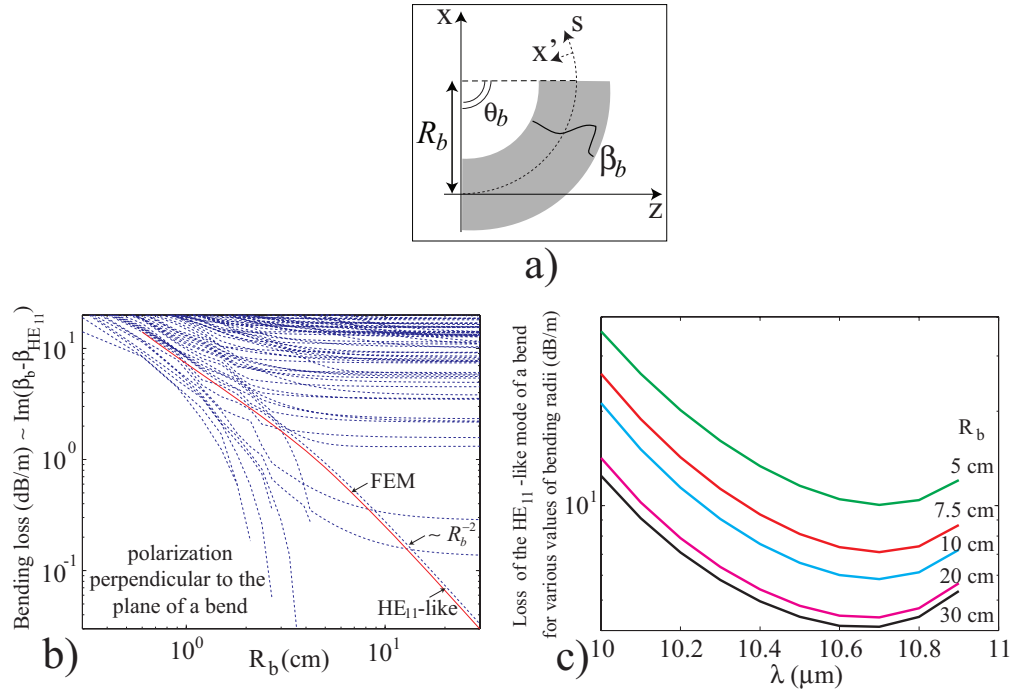 x
s
x'
θb
Rb
βb
z
a)
Bending loss (dB/m) ~ Im(βb-βHE11)
10^1
10^0
10^-1
FEM
~ Rb^-2
polarization
perpendicular to the
plane of a bend
HE11-like
10^0
10^1
b)
Rb(cm)
Loss of the HE11-like mode of a bend
for various values of bending radii (dB/m)
10^1
Rb
5 cm
7.5 cm
10 cm
20 cm
30 cm
10
10.2
10.4
10.6
10.8
11
c)
λ (μm)